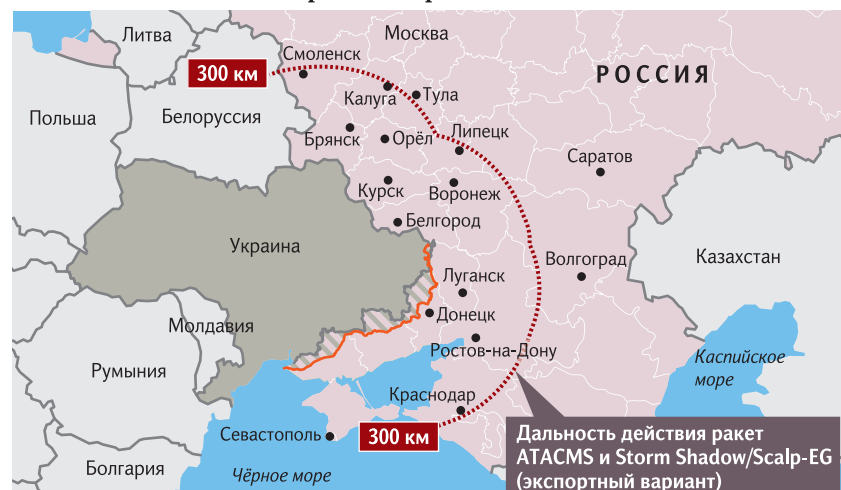 Литва
Москва
Смоленск
300 км
РОССИЯ
Калуга
Тула
Польша
Белоруссия
Брянск
Орёл
Липецк
Саратов
Курск
Воронеж
Белгород
Украина
Волгоград
Казахстан
Луганск
Молдавия
Донецк
Румыния
Ростов-на-Дону
Каспийское
море
Краснодар
Севастополь
300 км
Дальность действия ракет
ATACMS и Storm Shadow/Scalp-EG
(экспортный вариант)
Болгария
Чёрное море